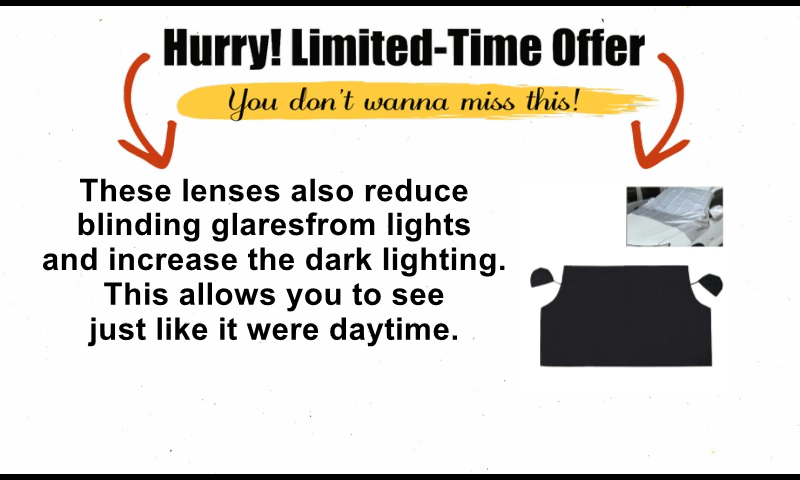 Hurry! Limited-Time Offer
You don't wanna miss this!
These lenses also reduce
blinding glaresfrom lights
and increase the dark lighting.
This allows you to see
just like it were daytime.